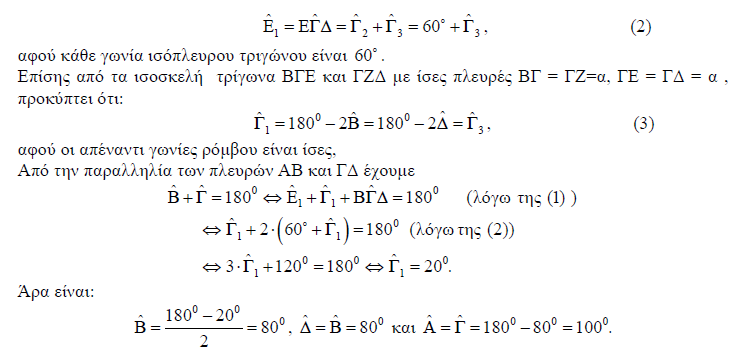 Ê₁ = ΕΓ̂Δ = Γ̂₂ + Γ̂₃ = 60° + Γ̂₃ , (2)
αφού κάθε γωνία ισόπλευρου τριγώνου είναι 60° .
Επίσης από τα ισοσκελή τρίγωνα ΒΓΕ και ΓΖΔ με ίσες πλευρές ΒΓ = ΓΖ=α, ΓΕ = ΓΔ = α ,
προκύπτει ότι:
Γ̂₁ = 180⁰ − 2Β̂ = 180⁰ − 2Δ̂ = Γ̂₃ , (3)
αφού οι απέναντι γωνίες ρόμβου είναι ίσες,
Από την παραλληλία των πλευρών ΑΒ και ΓΔ έχουμε
Β̂ + Γ̂ = 180⁰ ⇔ Ε̂₁ + Γ̂₁ + ΒΓ̂Δ = 180⁰ (λόγω της (1) )
⇔ Γ̂₁ + 2·(60° + Γ̂₁) = 180⁰ (λόγω της (2))
⇔ 3·Γ̂₁ + 120⁰ = 180⁰ ⇔ Γ̂₁ = 20⁰.
Άρα είναι:
Β̂ = (180⁰ − 20⁰)/2 = 80⁰ , Δ̂ = Β̂ = 80⁰ και Α̂ = Γ̂ = 180⁰ − 80⁰ = 100⁰.